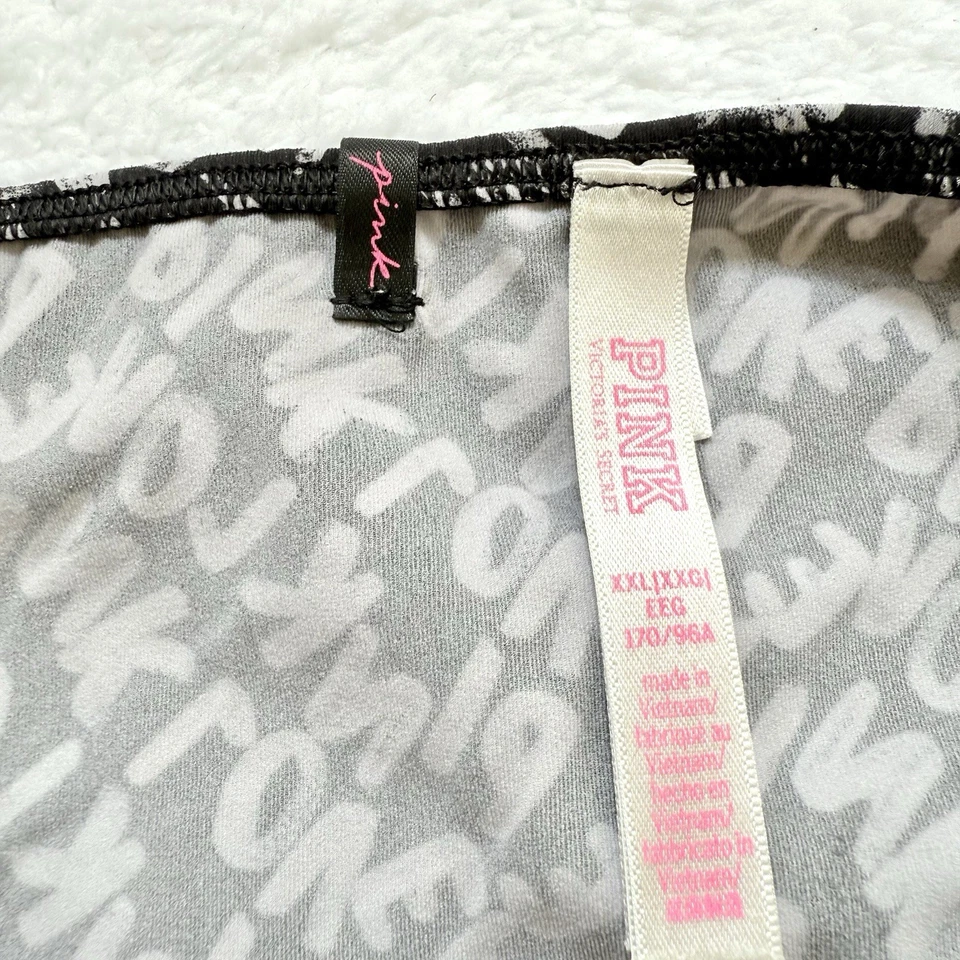 pink
PINK
VICTORIA'S SECRET
XXL/XXG/
EEG
170/96A
made in
Vietnam/
fabriqué au
Vietnam/
hecho en
Vietnam/
fabbricato in
Vietnam/